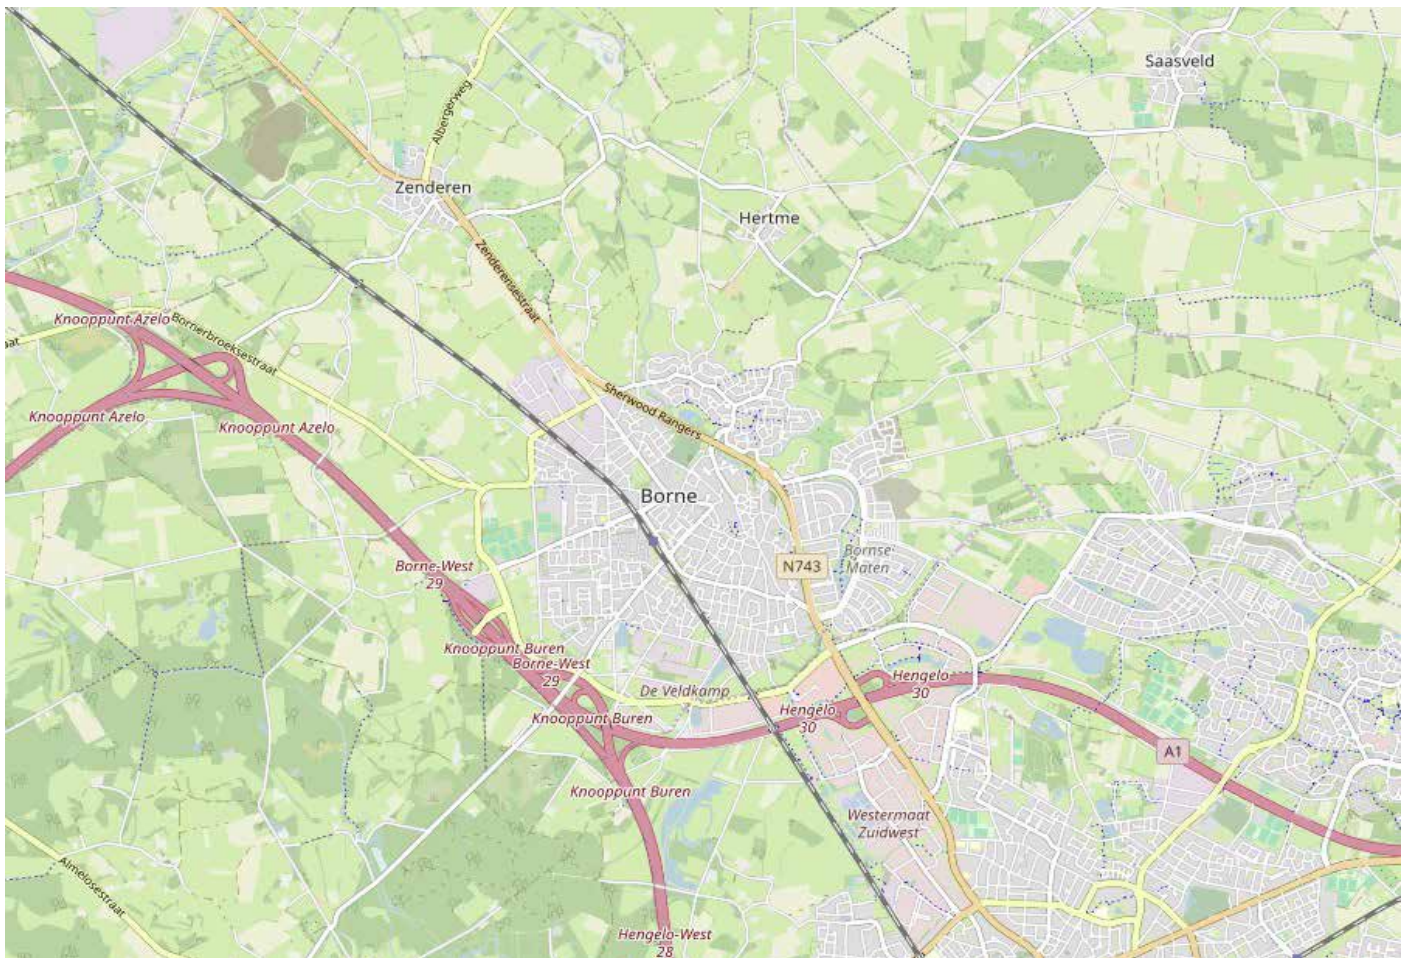 Saasveld
Albergerweg
Zenderen
Hertme
Zenderensestraat
Knooppunt Azelo
Bornerbroeksestraat
aat
Sherwood Rangers
Knooppunt Azelo
Knooppunt Azelo
Borne
Bornse
Maten
N743
Borne-West
29
Knooppunt Buren
Borne-West
29
De Veldkamp
Hengelo
30
Hengelo
30
Knooppunt Buren
A1
Knooppunt Buren
Westermaat
Zuidwest
Almelosestraat
Hengelo-West
28